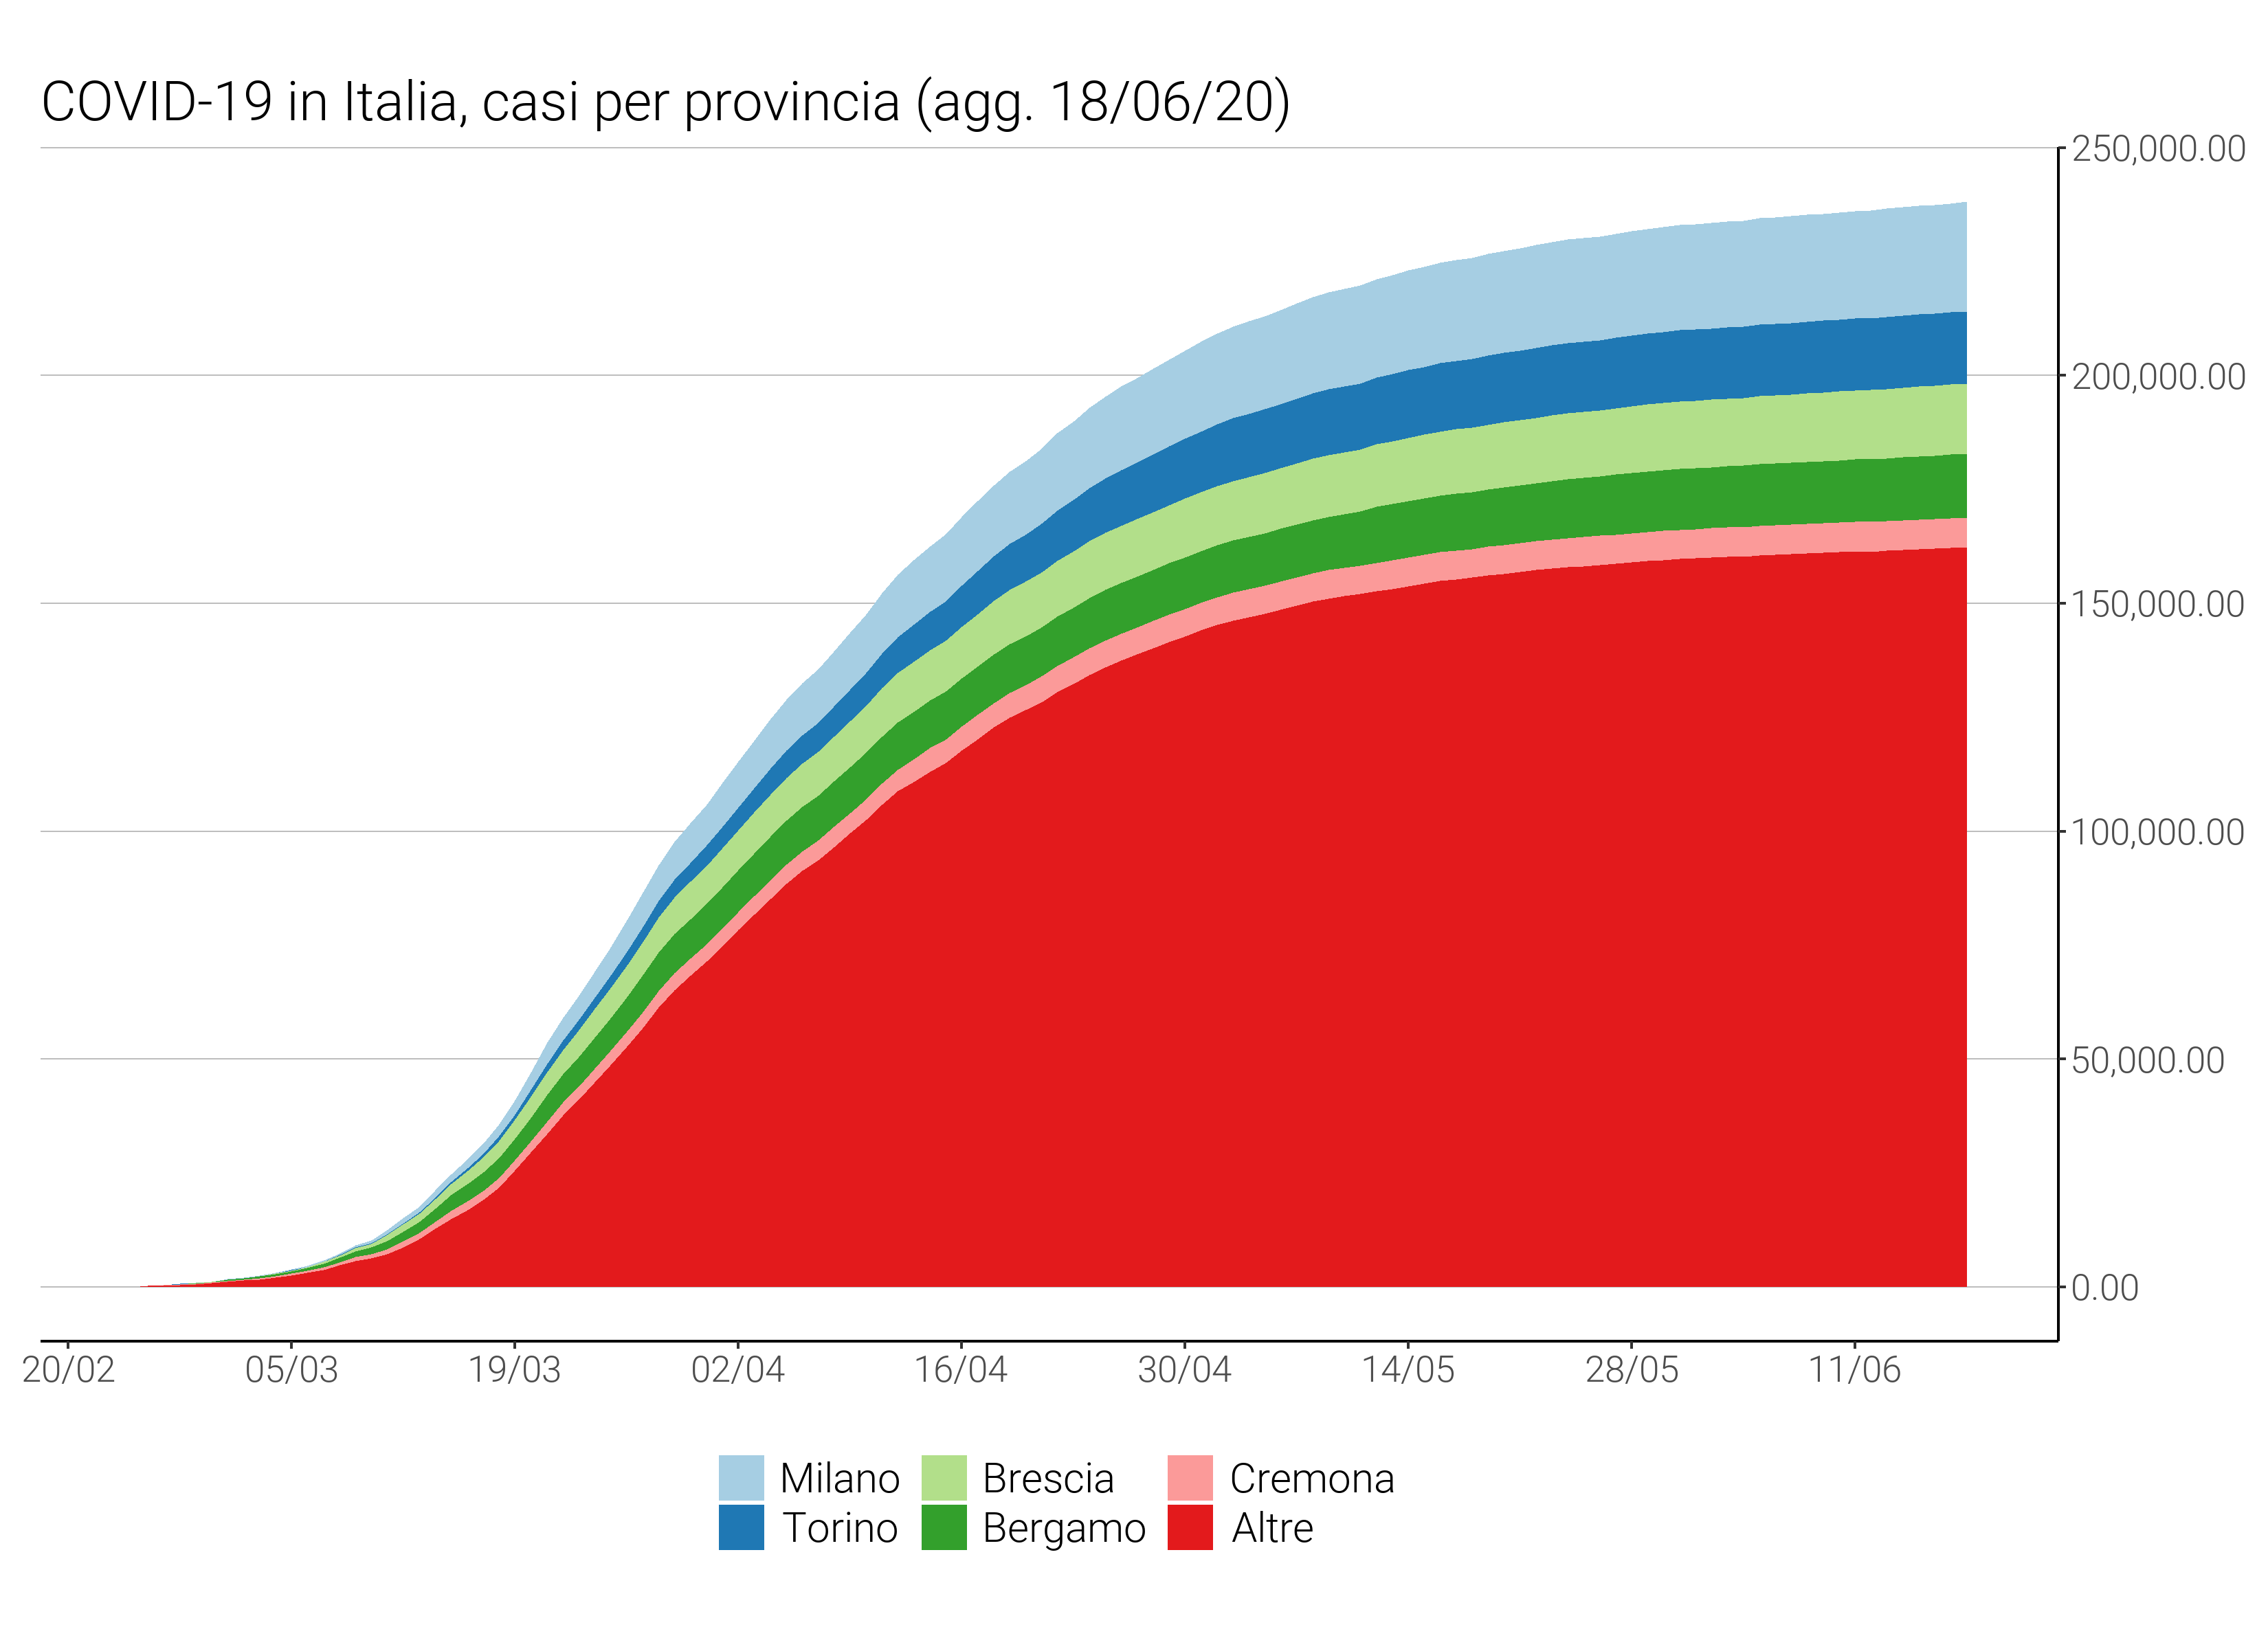 COVID-19 in Italia, casi per provincia (agg. 18/06/20)
250,000.00
200,000.00
150,000.00
100,000.00
50,000.00
0.00
20/02 05/03 19/03 02/04 16/04 30/04 14/05 28/05 11/06
Milano Brescia Cremona
Torino Bergamo Altre